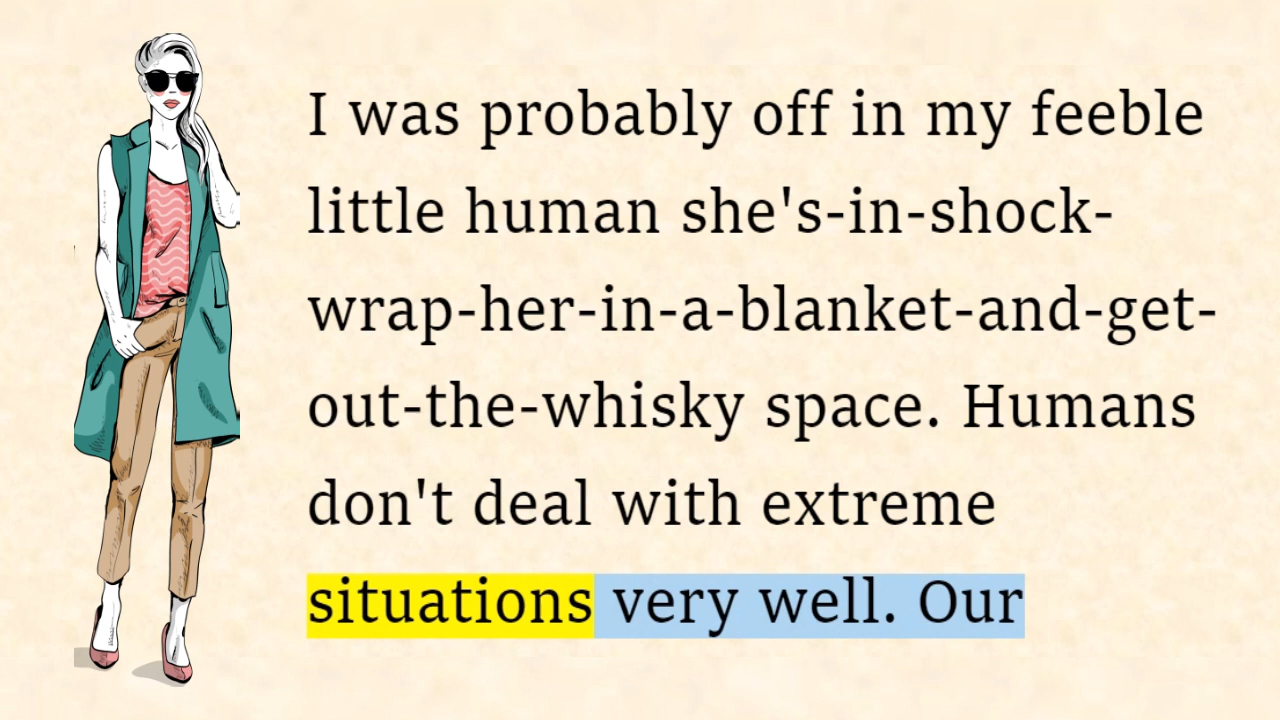 I was probably off in my feeble
little human she's-in-shock-
wrap-her-in-a-blanket-and-get-
out-the-whisky space. Humans
don't deal with extreme
situations very well. Our